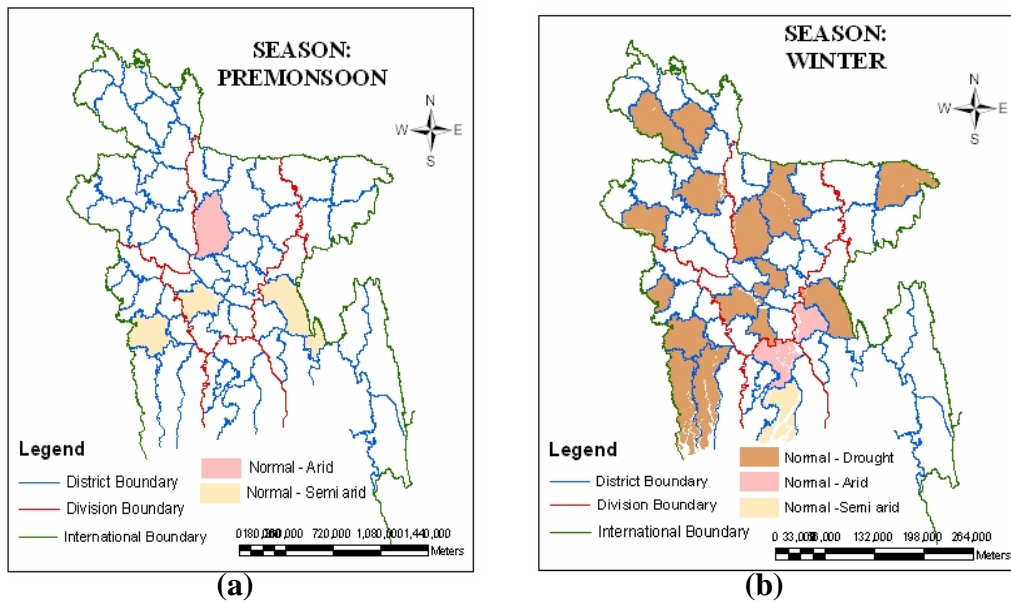 SEASON:
PREMONSOON
N
W E
S
Legend
District Boundary
Division Boundary
International Boundary
Normal - Arid
Normal - Semi arid
720,000
Meters
(a)
SEASON:
WINTER
N
W E
S
Legend
District Boundary
Division Boundary
International Boundary
Normal - Drought
Normal - Arid
Normal -Semi arid
132,000 198,000 264,000
Meters
(b)